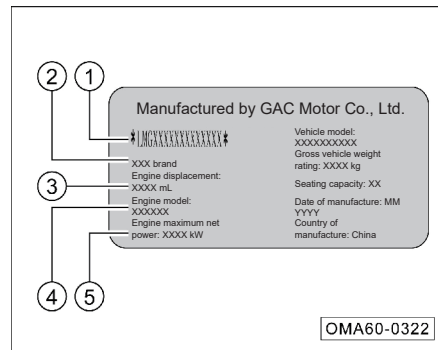 2
1
3
4
5
Manufactured by GAC Motor Co., Ltd.
*LMGXXXXXXXXXXXXXX*
XXX brand
Engine displacement:
XXXX mL
Engine model:
XXXXXX
Engine maximum net
power: XXXX kW
Vehicle model:
XXXXXXXXXX
Gross vehicle weight
rating: XXXX kg
Seating capacity: XX
Date of manufacture: MM
YYYY
Country of
manufacture: China
OMA60-0322